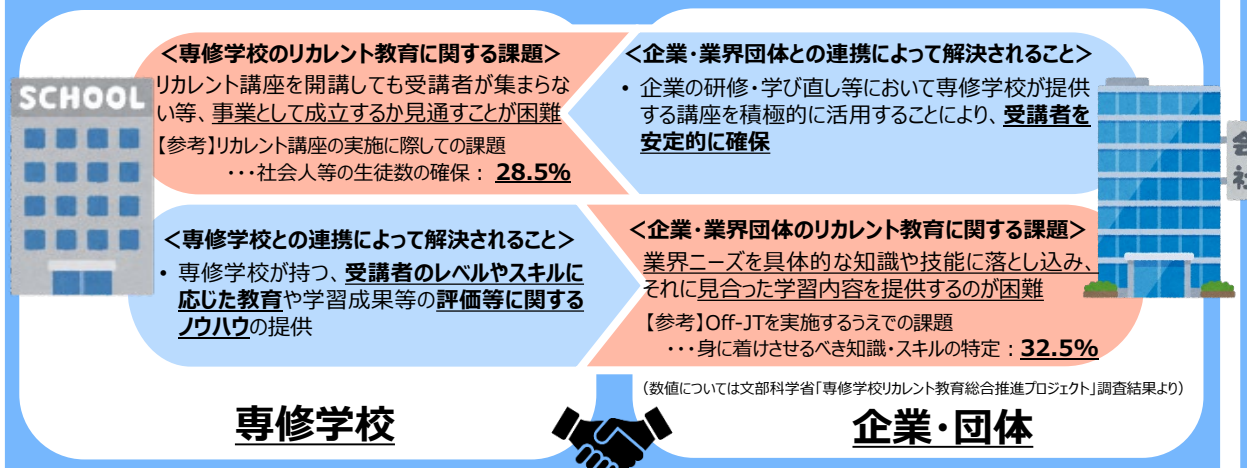 SCHOOL
＜専修学校のリカレント教育に関する課題＞
リカレント講座を開講しても受講者が集まらな
い等、事業として成立するか見通すことが困難
【参考】リカレント講座の実施に際しての課題
・・・社会人等の生徒数の確保： 28.5%
＜企業・業界団体との連携によって解決されること＞
• 企業の研修・学び直し等において専修学校が提供
する講座を積極的に活用することにより、受講者を
安定的に確保
会社
＜専修学校との連携によって解決されること＞
• 専修学校が持つ、受講者のレベルやスキルに
応じた教育や学習成果等の評価等に関する
ノウハウの提供
＜企業・業界団体のリカレント教育に関する課題＞
業界ニーズを具体的な知識や技能に落とし込み、
それに見合った学習内容を提供するのが困難
【参考】Off-JTを実施するうえでの課題
・・・身に着けさせるべき知識・スキルの特定：32.5%
（数値については文部科学省「専修学校リカレント教育総合推進プロジェクト」調査結果より）
専修学校
企業・団体